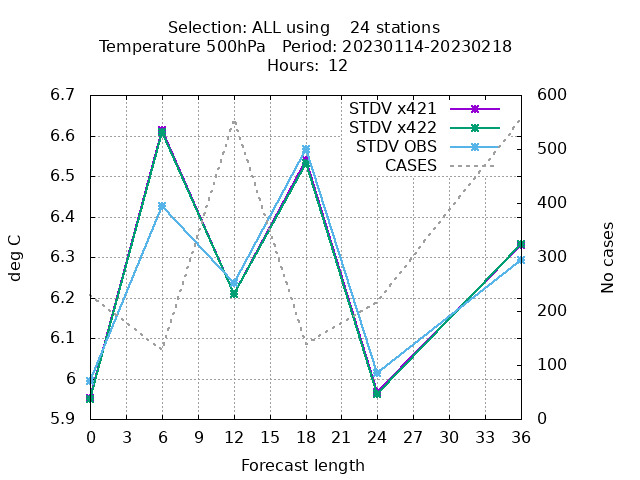 Selection: ALL using    24 stations
Temperature 500hPa   Period: 20230114-20230218
Hours: 12
6.7
6.6
6.5
6.4
6.3
6.2
6.1
6
5.9
600
500
400
300
200
100
0
STDV x421
STDV x422
STDV OBS
CASES
deg C
No cases
0 3 6 9 12 15 18 21 24 27 30 33 36
Forecast length